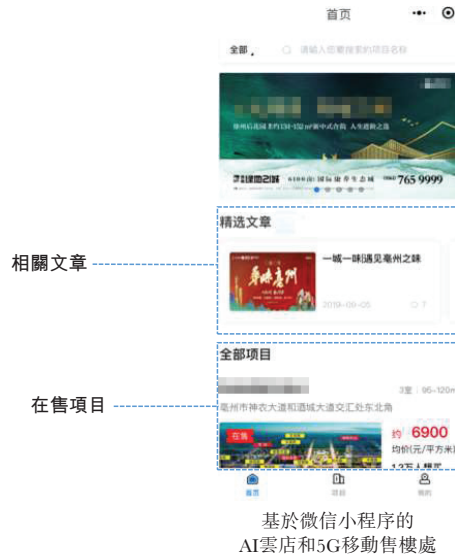 首页
全部
请输入您要搜索的项目名称
765 9999
精选文章
相關文章
一城一味|遇见亳州之味
2019-09-05
7
全部项目
3室 | 95-120m
在售項目
亳州市神农大道和酒城大道交汇处东北角
在售
约 6900
均价(元/平方米)
首页
项目
我的
基於微信小程序的
AI雲店和5G移動售樓處